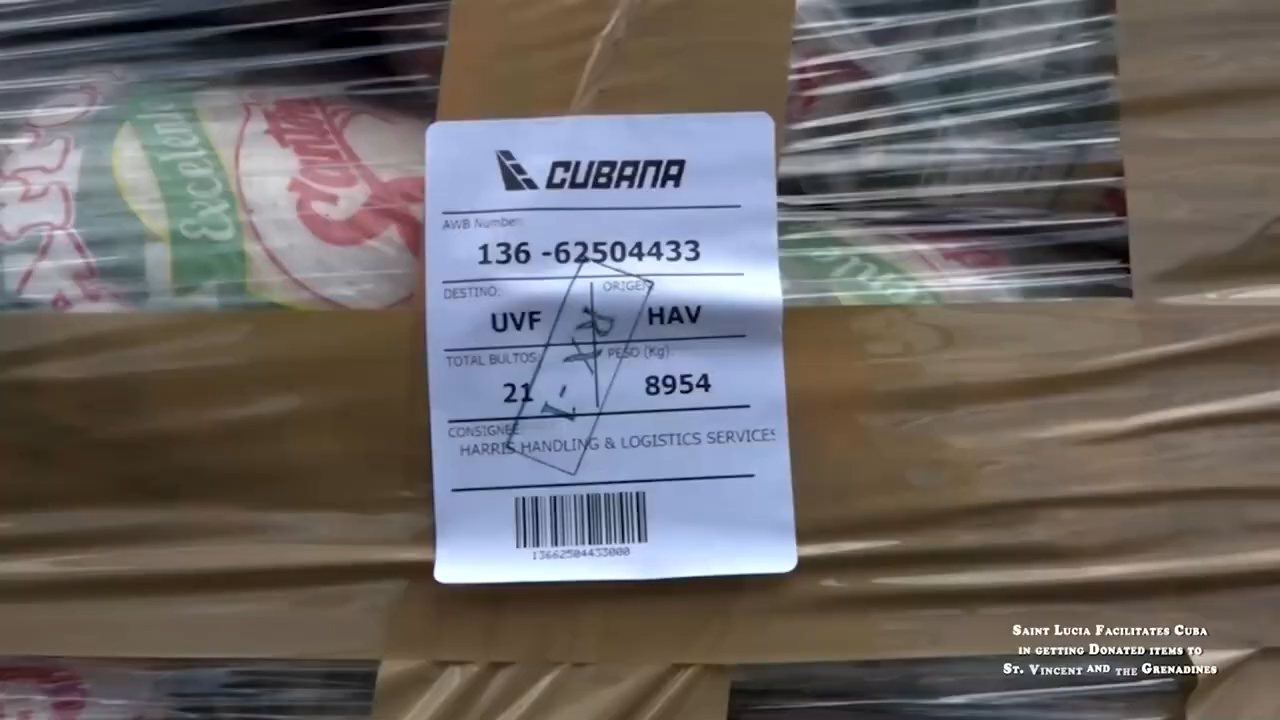 Excelente
CUBANA
AWB Number:
136 -62504433
DESTINO: ORIGEN
UVF HAV
TOTAL BULTOS: PESO (Kg):
21 8954
CONSIGNEE
HARRIS HANDLING & LOGISTICS SERVICES
13662504433000
SAINT LUCIA FACILITATES CUBA
IN GETTING DONATED ITEMS TO
ST. VINCENT AND THE GRENADINES